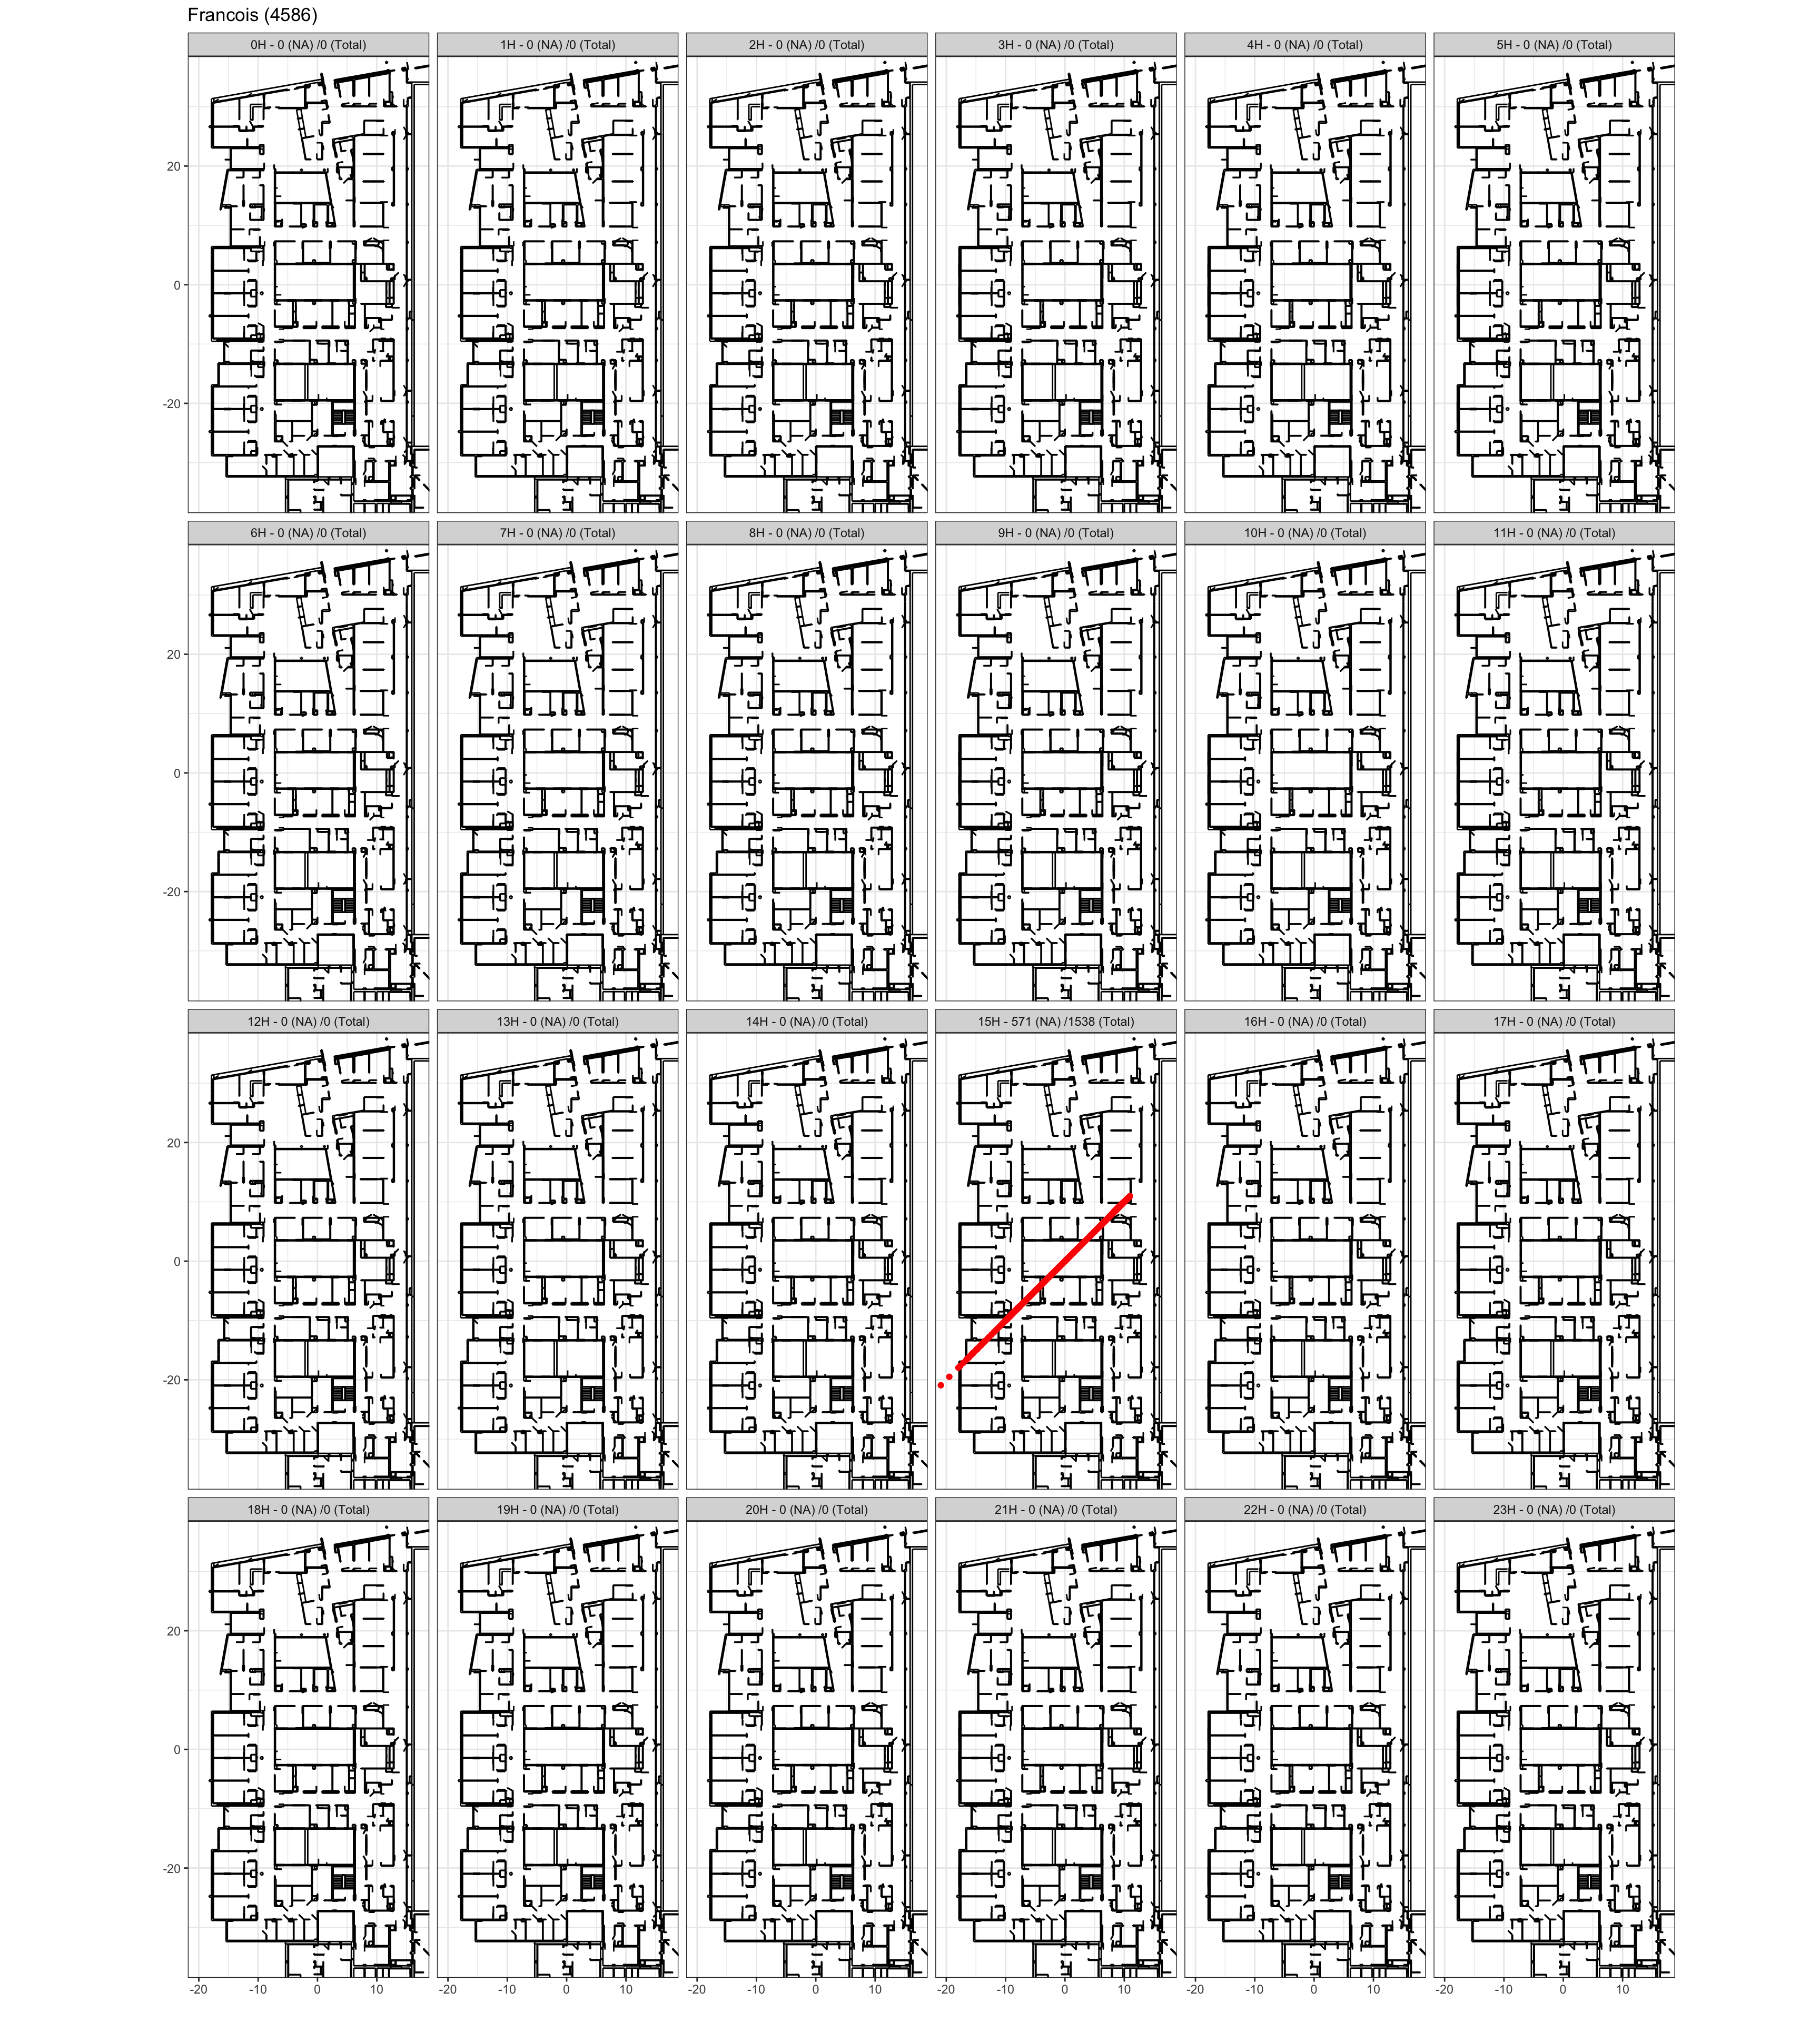 Francois (4586)
0H - 0 (NA) /0 (Total) 1H - 0 (NA) /0 (Total) 2H - 0 (NA) /0 (Total) 3H - 0 (NA) /0 (Total) 4H - 0 (NA) /0 (Total) 5H - 0 (NA) /0 (Total)
20
0
-20
6H - 0 (NA) /0 (Total) 7H - 0 (NA) /0 (Total) 8H - 0 (NA) /0 (Total) 9H - 0 (NA) /0 (Total) 10H - 0 (NA) /0 (Total) 11H - 0 (NA) /0 (Total)
20
0
-20
12H - 0 (NA) /0 (Total) 13H - 0 (NA) /0 (Total) 14H - 0 (NA) /0 (Total) 15H - 571 (NA) /1538 (Total) 16H - 0 (NA) /0 (Total) 17H - 0 (NA) /0 (Total)
20
0
-20
18H - 0 (NA) /0 (Total) 19H - 0 (NA) /0 (Total) 20H - 0 (NA) /0 (Total) 21H - 0 (NA) /0 (Total) 22H - 0 (NA) /0 (Total) 23H - 0 (NA) /0 (Total)
20
0
-20
-20 -10 0 10 -20 -10 0 10 -20 -10 0 10 -20 -10 0 10 -20 -10 0 10 -20 -10 0 10